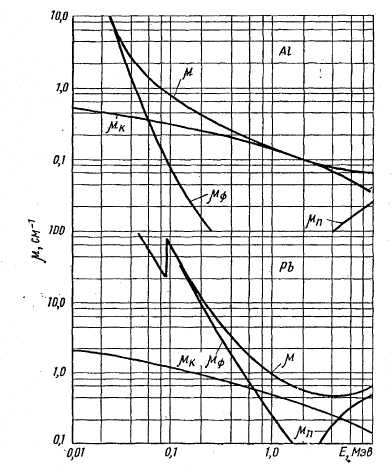 10,0
Al
μ
1,0
μк
0,1
μф
μп
μ, см⁻¹
100
Pb
10,0
μк μф
μ
1,0
μп
0,1
0,01 0,1 1,0 E, МэВ